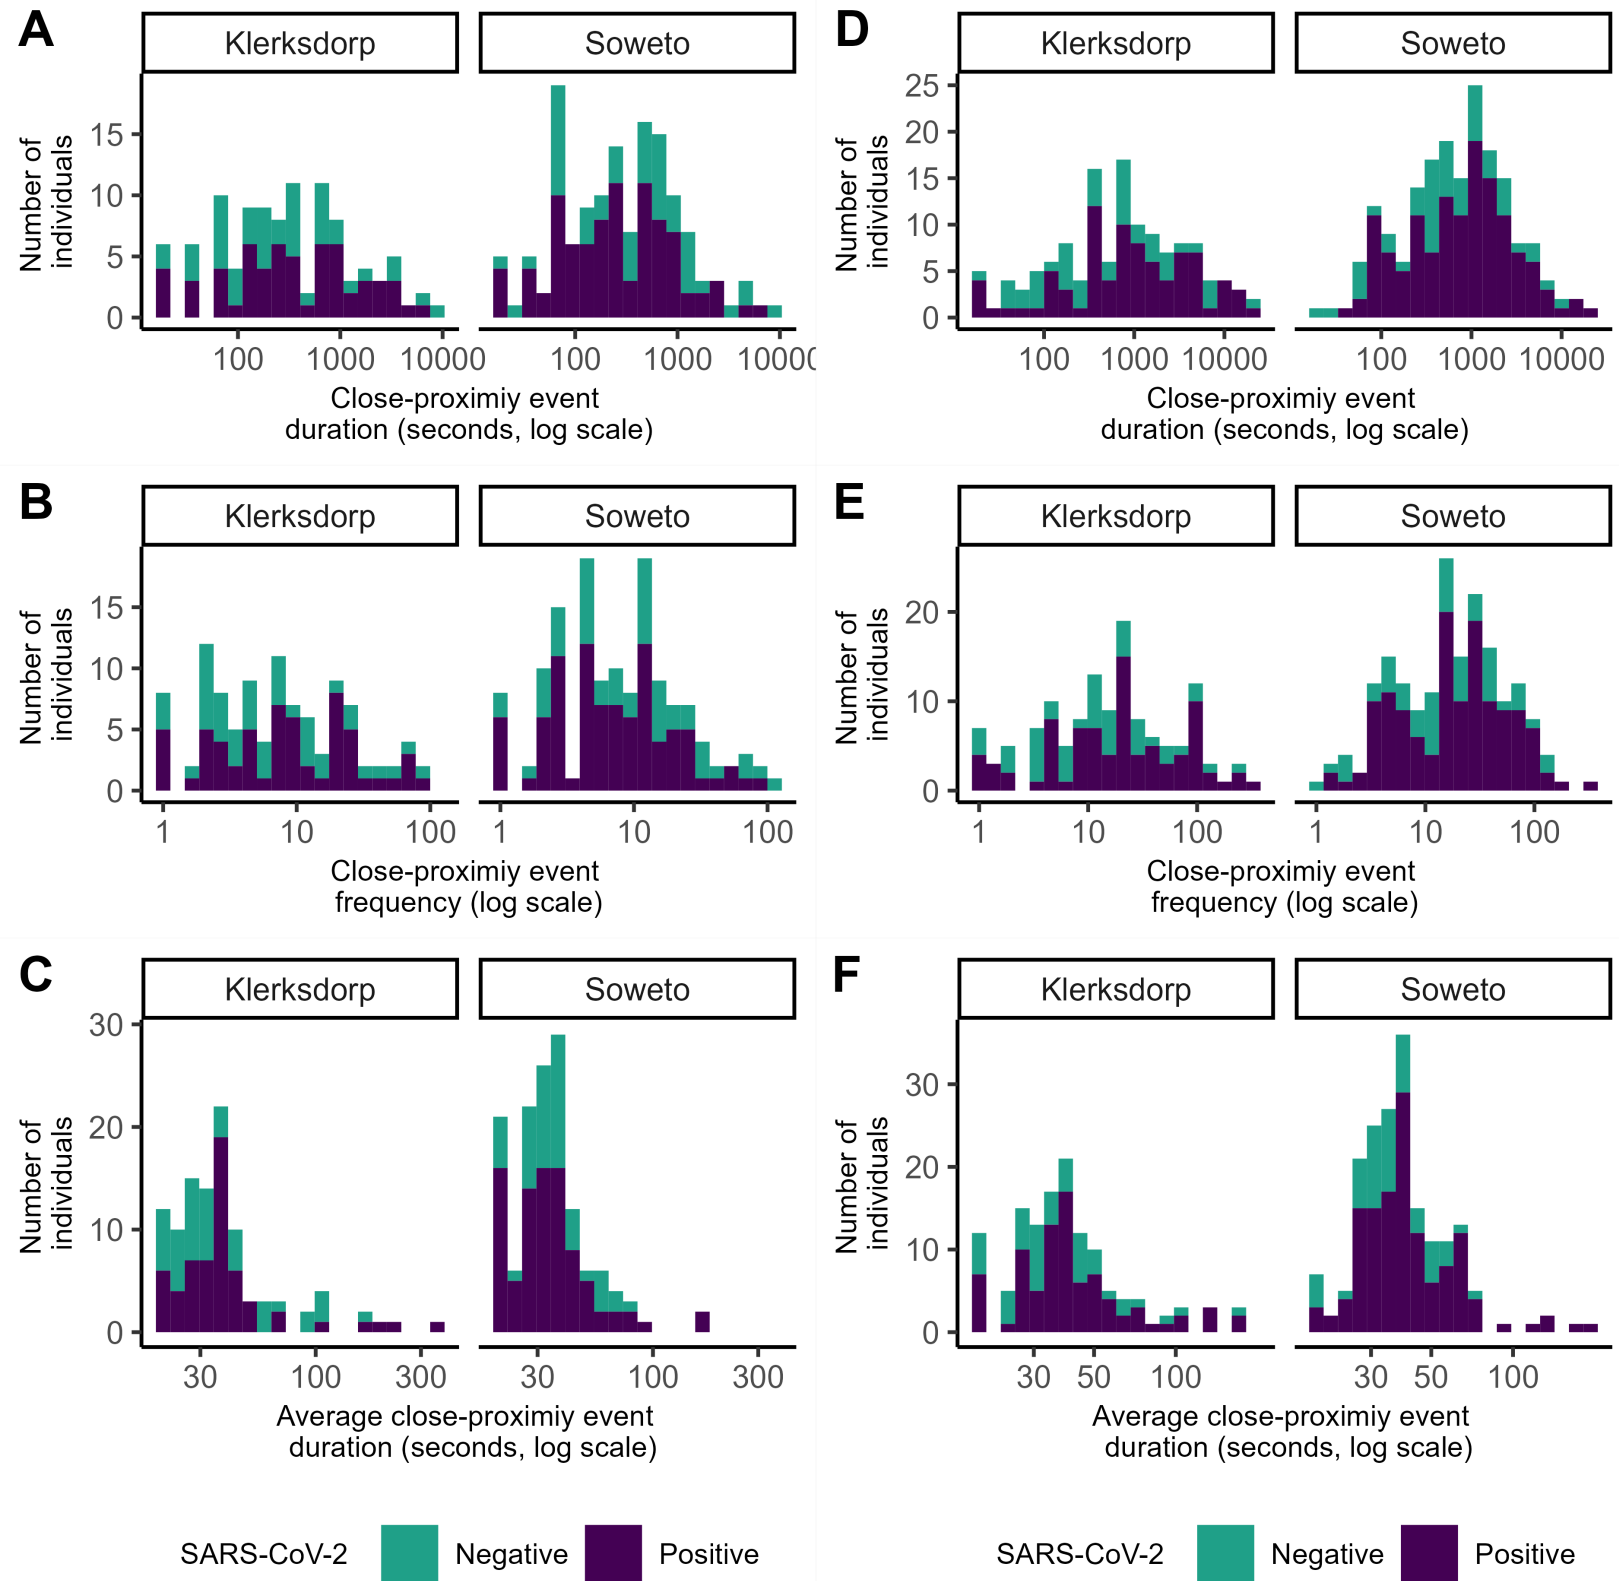 A
Klerksdorp
Soweto
Number of
individuals
15
10
5
0
100
1000
10000
100
1000
10000
Close-proximiy event
duration (seconds, log scale)
B
Klerksdorp
Soweto
Number of
individuals
15
10
5
0
1
10
100
1
10
100
Close-proximiy event
frequency (log scale)
C
Klerksdorp
Soweto
Number of
individuals
30
20
10
0
30
100
300
30
100
300
Average close-proximiy event
duration (seconds, log scale)
SARS-CoV-2
Negative
Positive
D
Klerksdorp
Soweto
Number of
individuals
25
20
15
10
5
0
100
1000
10000
100
1000
10000
Close-proximiy event
duration (seconds, log scale)
E
Klerksdorp
Soweto
Number of
individuals
20
10
0
1
10
100
1
10
100
Close-proximiy event
frequency (log scale)
F
Klerksdorp
Soweto
Number of
individuals
30
20
10
0
30
50
100
30
50
100
Average close-proximiy event
duration (seconds, log scale)
SARS-CoV-2
Negative
Positive